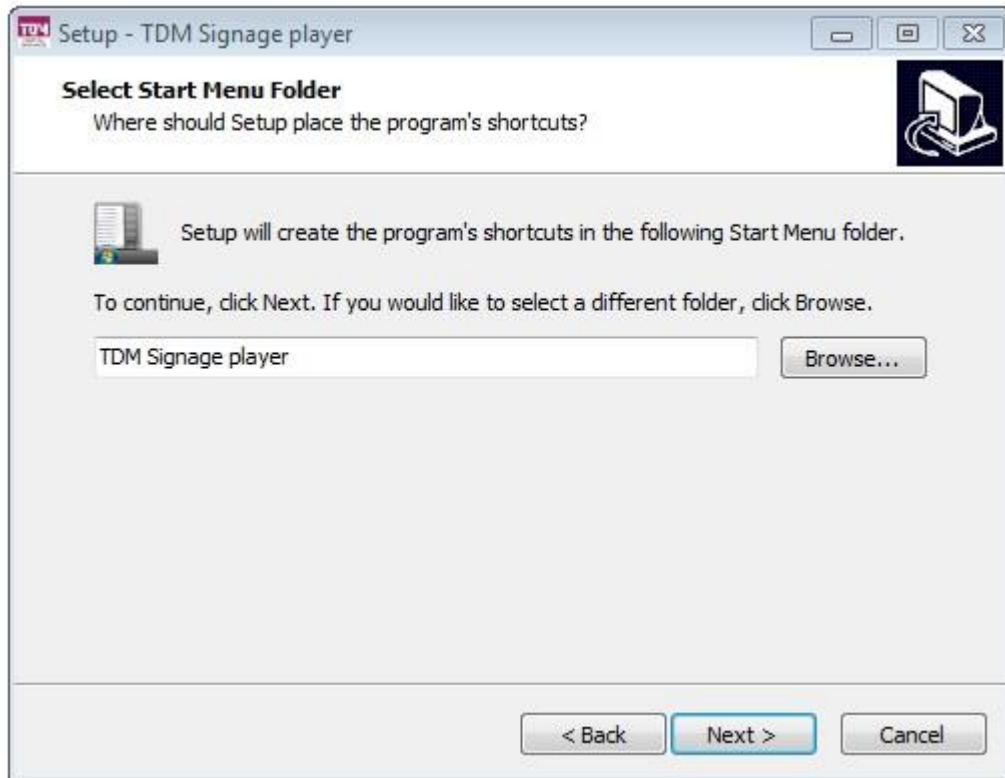 TDM
Setup - TDM Signage player
Select Start Menu Folder
Where should Setup place the program's shortcuts?
Setup will create the program's shortcuts in the following Start Menu folder.
To continue, click Next. If you would like to select a different folder, click Browse.
TDM Signage player
Browse...
< Back
Next >
Cancel